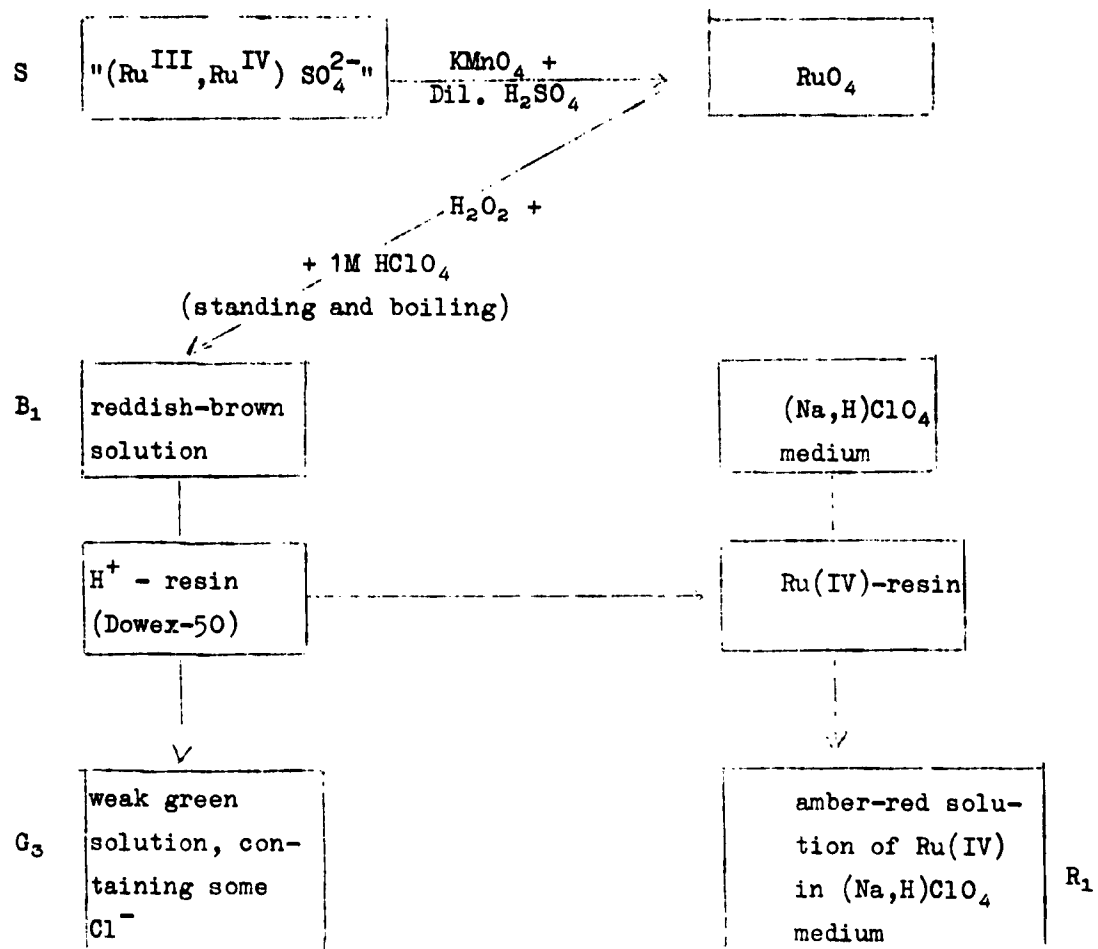 S
"(Ru^III,Ru^IV) SO₄²⁻"
KMnO₄ +
Dil. H₂SO₄
RuO₄
H₂O₂ +
+ 1M HClO₄
(standing and boiling)
B₁
reddish-brown
solution
(Na,H)ClO₄
medium
H⁺ - resin
(Dowex-50)
Ru(IV)-resin
G₃
weak green
solution, con-
taining some
Cl⁻
amber-red solu-
tion of Ru(IV)
in (Na,H)ClO₄
medium
R₁